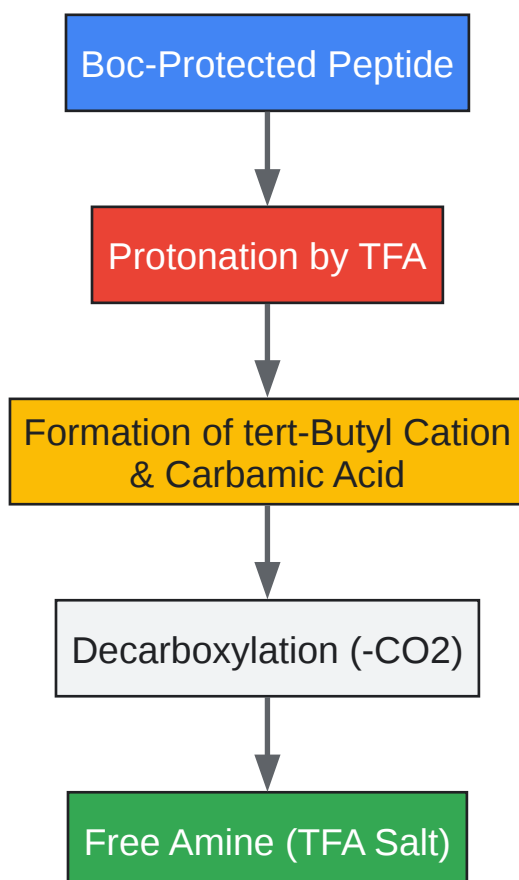 Boc-Protected Peptide
Protonation by TFA
Formation of tert-Butyl Cation
& Carbamic Acid
Decarboxylation (-CO2)
Free Amine (TFA Salt)